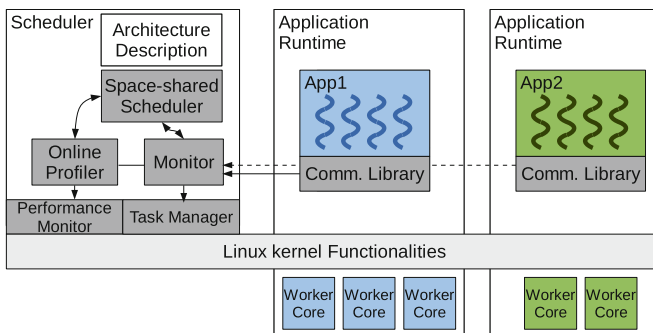 Scheduler
Architecture
Description
Space-shared
Scheduler
Online
Profiler
Monitor
Performance
Monitor
Task Manager
Application
Runtime
App1
Comm. Library
Application
Runtime
App2
Comm. Library
Linux kernel Functionalities
Worker
Core
Worker
Core
Worker
Core
Worker
Core
Worker
Core